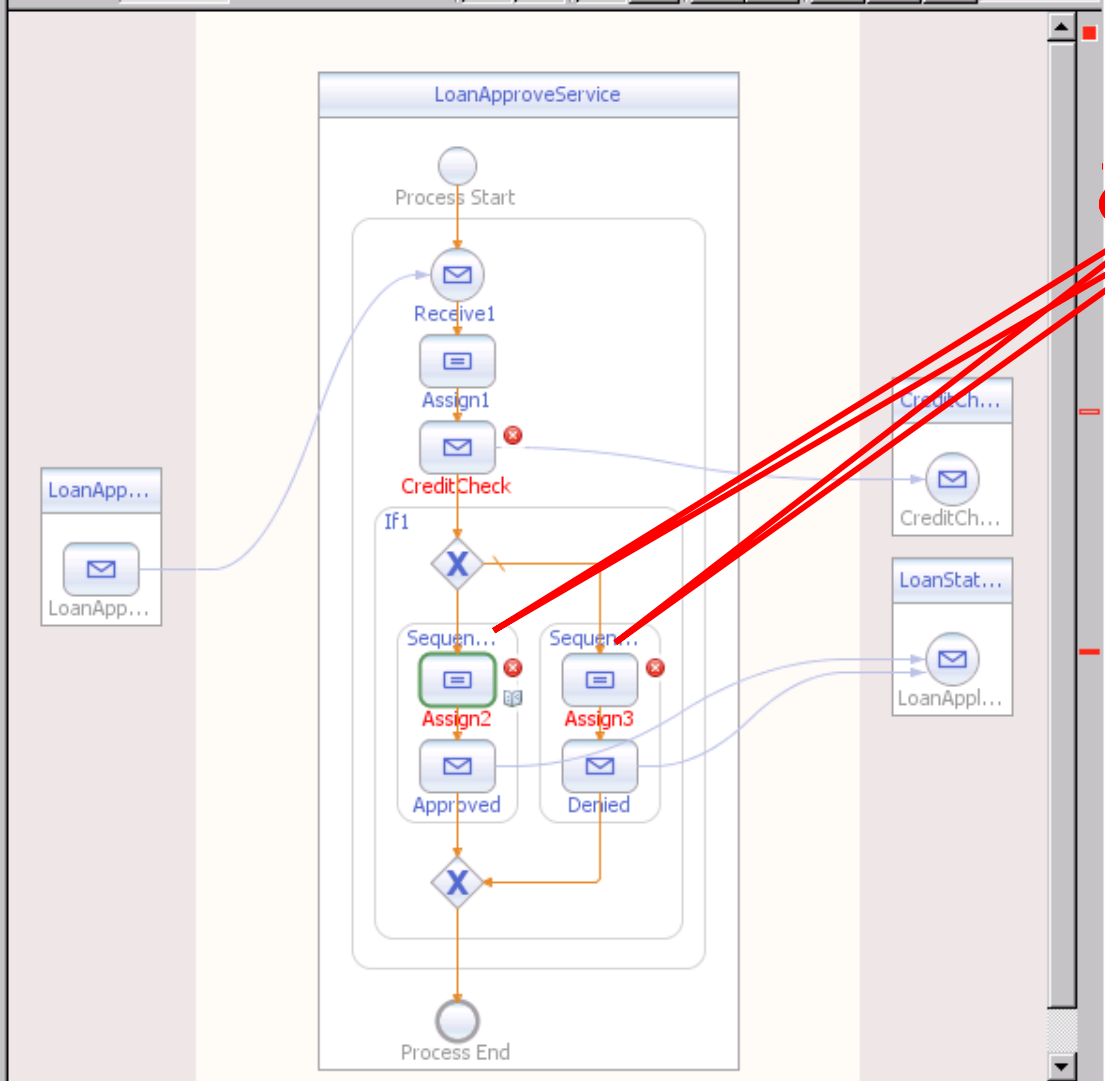 LoanApproveService
Process Start
Receive1
Assign1
CreditCheck
CreditCh...
CreditCh...
LoanApp...
LoanApp...
If1
LoanStat...
LoanAppl...
Sequen...
Sequen...
Assign2
Assign3
Approved
Denied
Process End